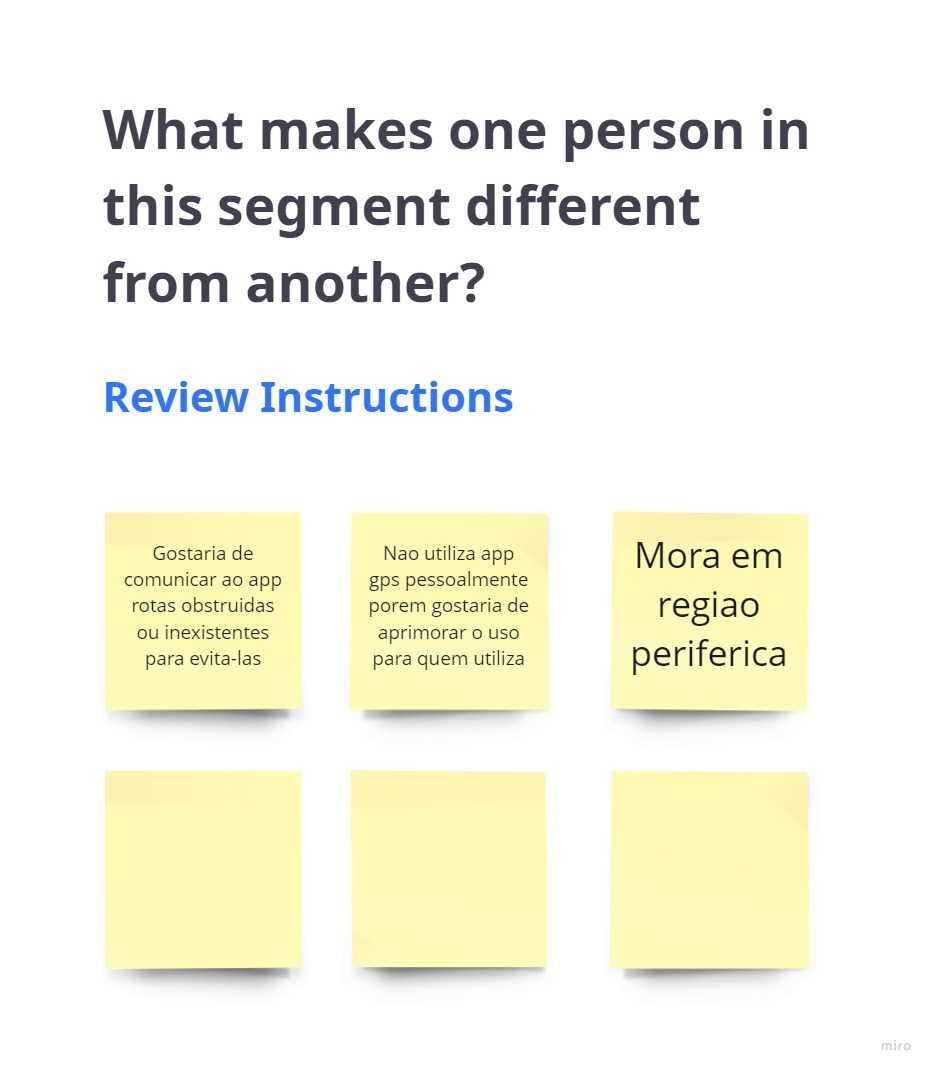 What makes one person in
this segment different
from another?
Review Instructions
Gostaria de
comunicar ao app
rotas obstruidas
ou inexistentes
para evita-las
Nao utiliza app
gps pessoalmente
porem gostaria de
aprimorar o uso
para quem utiliza
Mora em
regiao
periferica
miro